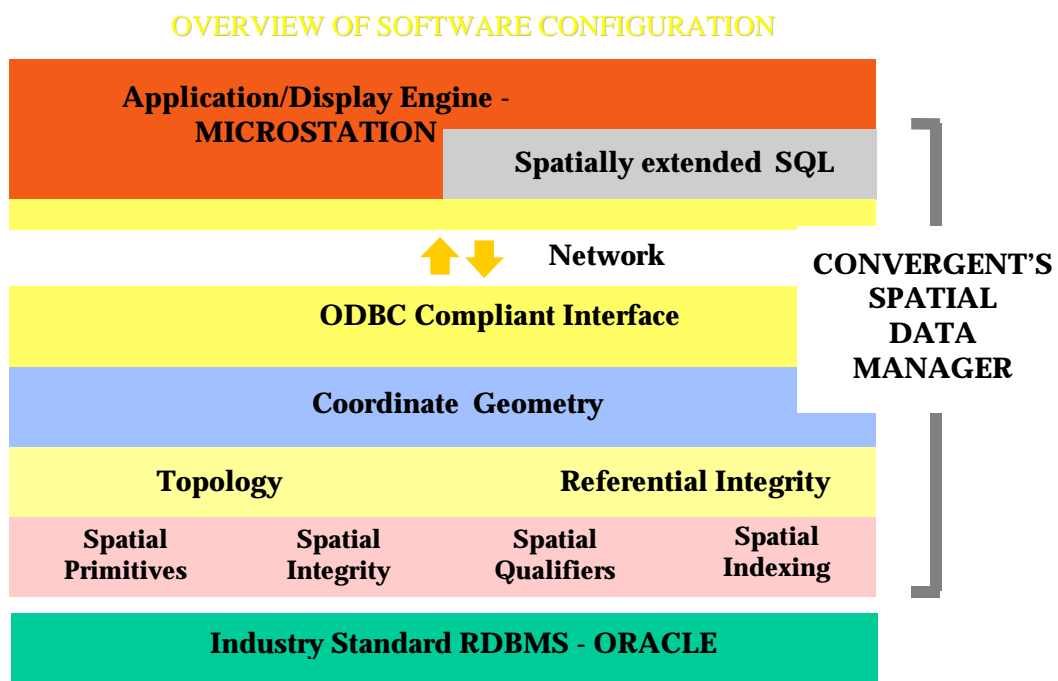 OVERVIEW OF SOFTWARE CONFIGURATION
Application/Display Engine -
MICROSTATION
Spatially extended SQL
Network
CONVERGENT'S
SPATIAL
DATA
MANAGER
ODBC Compliant Interface
Coordinate Geometry
Topology
Referential Integrity
Spatial
Primitives
Spatial
Integrity
Spatial
Qualifiers
Spatial
Indexing
Industry Standard RDBMS - ORACLE